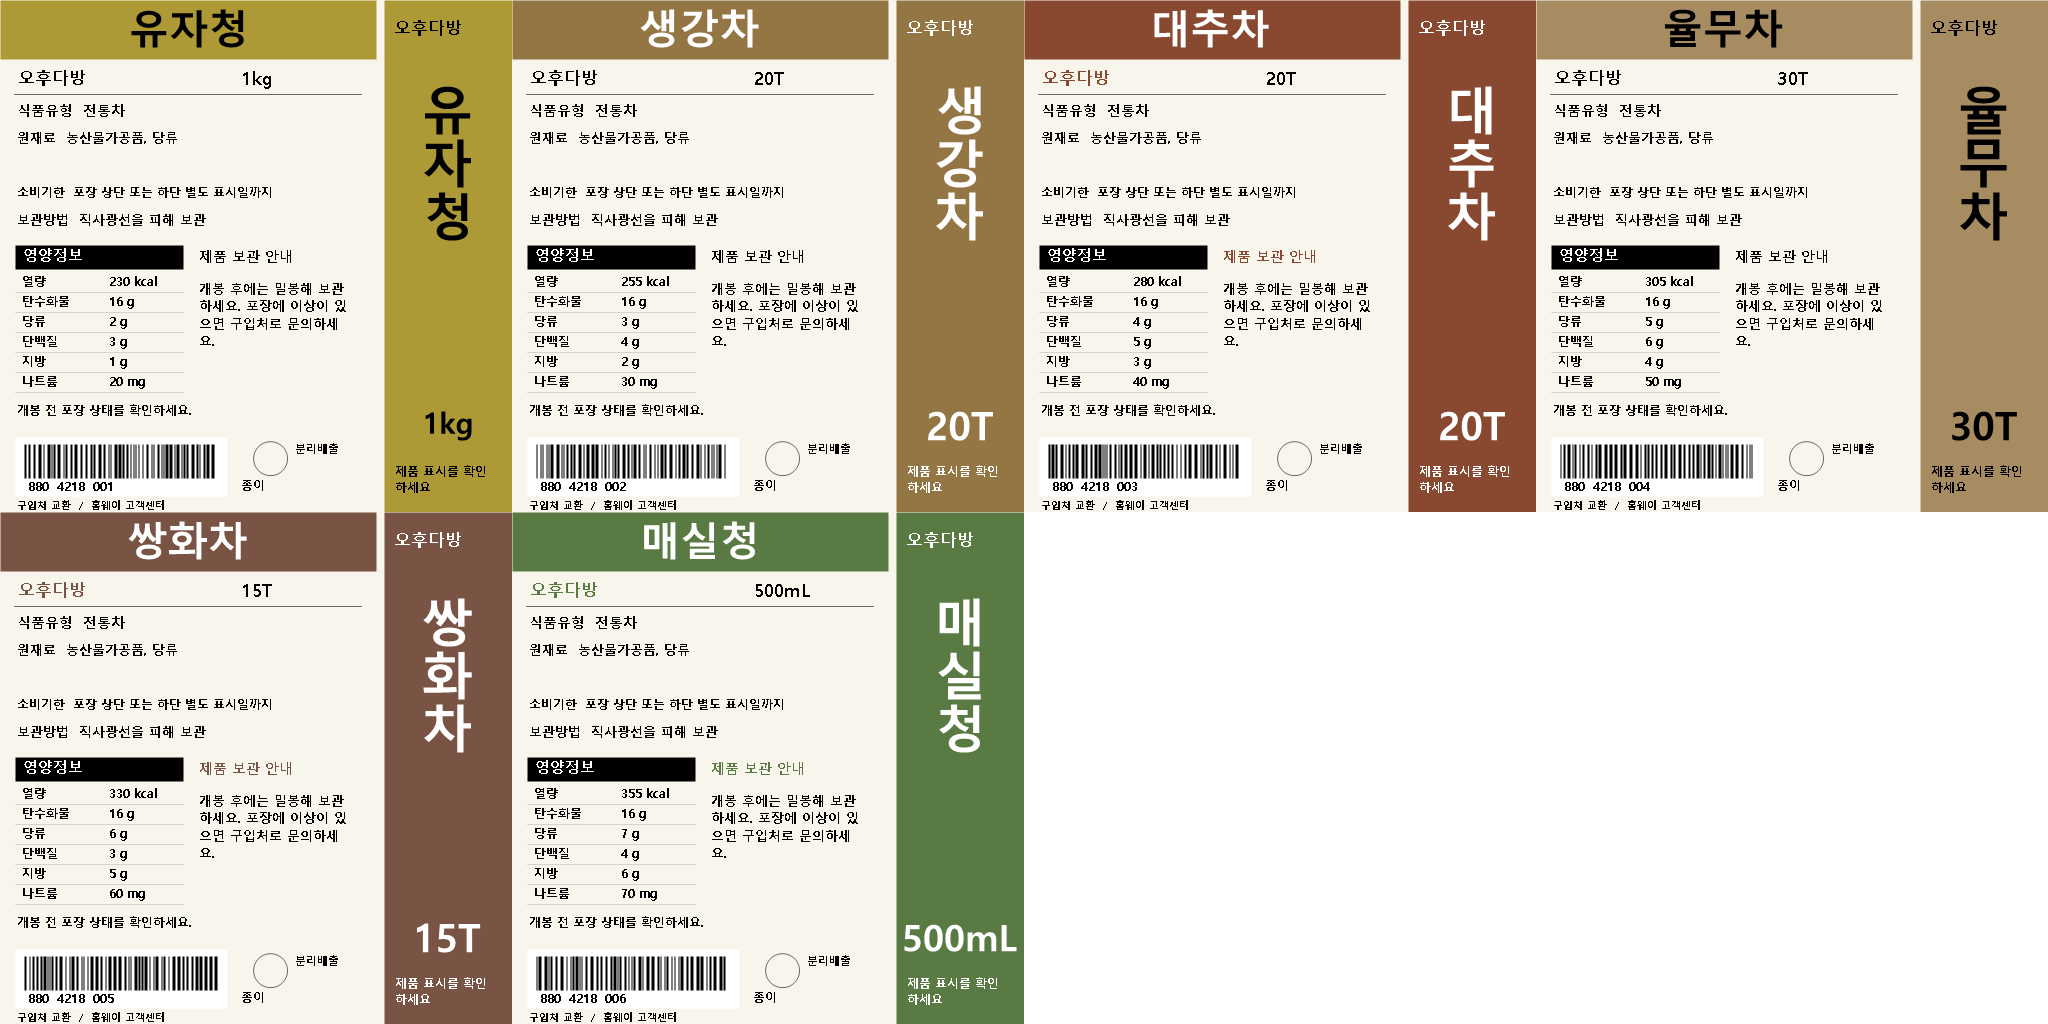 유자청
오후다방 1kg
식품유형 전통차
원재료 농산물가공품, 당류
소비기한 포장 상단 또는 하단 별도 표시일까지
보관방법 직사광선을 피해 보관
영양정보
열량 230 kcal
탄수화물 16 g
당류 2 g
단백질 3 g
지방 1 g
나트륨 20 mg
제품 보관 안내
개봉 후에는 밀봉해 보관
하세요. 포장에 이상이 있
으면 구입처로 문의하세
요.
개봉 전 포장 상태를 확인하세요.
880 4218 001
분리배출
종이
구입처 교환 / 홈웨이 고객센터
오후다방
유자청
1kg
제품 표시를 확인
하세요
생강차
오후다방 20T
식품유형 전통차
원재료 농산물가공품, 당류
소비기한 포장 상단 또는 하단 별도 표시일까지
보관방법 직사광선을 피해 보관
영양정보
열량 255 kcal
탄수화물 16 g
당류 3 g
단백질 4 g
지방 2 g
나트륨 30 mg
제품 보관 안내
개봉 후에는 밀봉해 보관
하세요. 포장에 이상이 있
으면 구입처로 문의하세
요.
개봉 전 포장 상태를 확인하세요.
880 4218 002
분리배출
종이
구입처 교환 / 홈웨이 고객센터
오후다방
생강차
20T
제품 표시를 확인
하세요
대추차
오후다방 20T
식품유형 전통차
원재료 농산물가공품, 당류
소비기한 포장 상단 또는 하단 별도 표시일까지
보관방법 직사광선을 피해 보관
영양정보
열량 280 kcal
탄수화물 16 g
당류 4 g
단백질 5 g
지방 3 g
나트륨 40 mg
제품 보관 안내
개봉 후에는 밀봉해 보관
하세요. 포장에 이상이 있
으면 구입처로 문의하세
요.
개봉 전 포장 상태를 확인하세요.
880 4218 003
분리배출
종이
구입처 교환 / 홈웨이 고객센터
오후다방
대추차
20T
제품 표시를 확인
하세요
율무차
오후다방 30T
식품유형 전통차
원재료 농산물가공품, 당류
소비기한 포장 상단 또는 하단 별도 표시일까지
보관방법 직사광선을 피해 보관
영양정보
열량 305 kcal
탄수화물 16 g
당류 5 g
단백질 6 g
지방 4 g
나트륨 50 mg
제품 보관 안내
개봉 후에는 밀봉해 보관
하세요. 포장에 이상이 있
으면 구입처로 문의하세
요.
개봉 전 포장 상태를 확인하세요.
880 4218 004
분리배출
종이
구입처 교환 / 홈웨이 고객센터
오후다방
율무차
30T
제품 표시를 확인
하세요
쌍화차
오후다방 15T
식품유형 전통차
원재료 농산물가공품, 당류
소비기한 포장 상단 또는 하단 별도 표시일까지
보관방법 직사광선을 피해 보관
영양정보
열량 330 kcal
탄수화물 16 g
당류 6 g
단백질 3 g
지방 5 g
나트륨 60 mg
제품 보관 안내
개봉 후에는 밀봉해 보관
하세요. 포장에 이상이 있
으면 구입처로 문의하세
요.
개봉 전 포장 상태를 확인하세요.
880 4218 005
분리배출
종이
구입처 교환 / 홈웨이 고객센터
오후다방
쌍화차
15T
제품 표시를 확인
하세요
매실청
오후다방 500mL
식품유형 전통차
원재료 농산물가공품, 당류
소비기한 포장 상단 또는 하단 별도 표시일까지
보관방법 직사광선을 피해 보관
영양정보
열량 355 kcal
탄수화물 16 g
당류 7 g
단백질 4 g
지방 6 g
나트륨 70 mg
제품 보관 안내
개봉 후에는 밀봉해 보관
하세요. 포장에 이상이 있
으면 구입처로 문의하세
요.
개봉 전 포장 상태를 확인하세요.
880 4218 006
분리배출
종이
구입처 교환 / 홈웨이 고객센터
오후다방
매실청
500mL
제품 표시를 확인
하세요